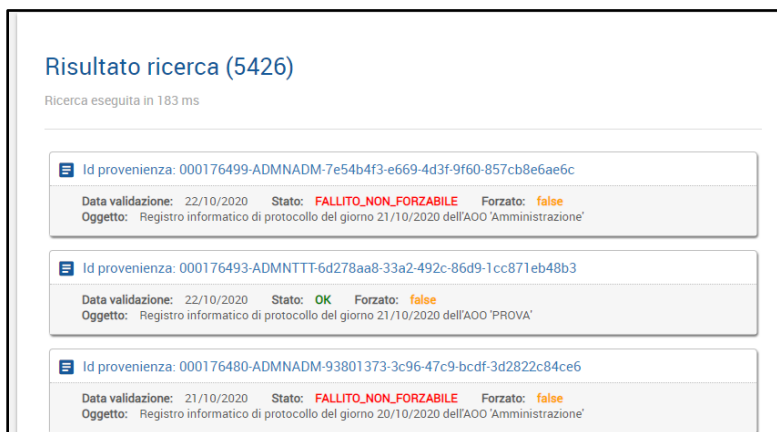 Risultato ricerca (5426)
Ricerca eseguita in 183 ms
Id provenienza: 000176499-ADMNADM-7e54b4f3-e669-4d3f-9f60-857cb8e6ae6c
Data validazione: 22/10/2020 Stato: FALLITO_NON_FORZABILE Forzato: false
Oggetto: Registro informatico di protocollo del giorno 21/10/2020 dell'AOO 'Amministrazione'
Id provenienza: 000176493-ADMNTTT-6d278aa8-33a2-492c-86d9-1cc871eb48b3
Data validazione: 22/10/2020 Stato: OK Forzato: false
Oggetto: Registro informatico di protocollo del giorno 21/10/2020 dell'AOO 'PROVA'
Id provenienza: 000176480-ADMNADM-93801373-3c96-47c9-bcdf-3d2822c84ce6
Data validazione: 21/10/2020 Stato: FALLITO_NON_FORZABILE Forzato: false
Oggetto: Registro informatico di protocollo del giorno 20/10/2020 dell'AOO 'Amministrazione'